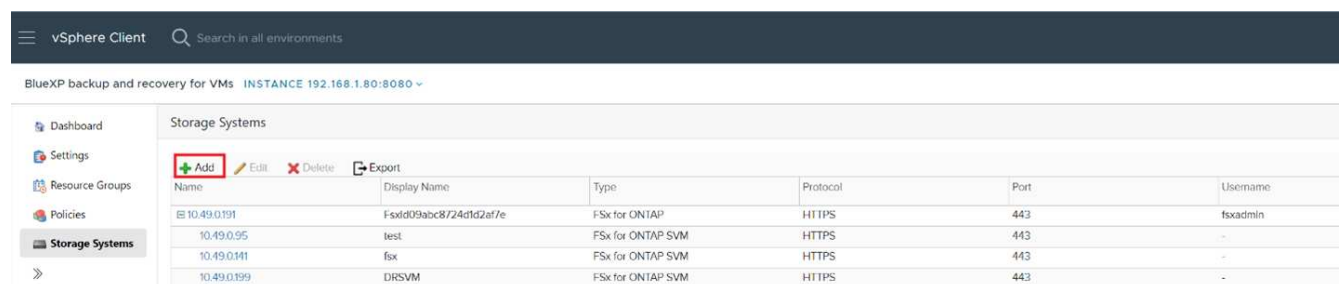 vSphere Client Search in all environments
BlueXP backup and recovery for VMs INSTANCE 192.168.1.80:8080
Dashboard
Settings
Resource Groups
Policies
Storage Systems
Storage Systems
Add Edit Delete Export
Name Display Name Type Protocol Port Username
10.49.0.191 FsxId09abc8724d1d2af7e FSx for ONTAP HTTPS 443 fsxadmin
10.49.0.95 test FSx for ONTAP SVM HTTPS 443 -
10.49.0.141 fsx FSx for ONTAP SVM HTTPS 443 -
10.49.0.199 DRSVM FSx for ONTAP SVM HTTPS 443 -